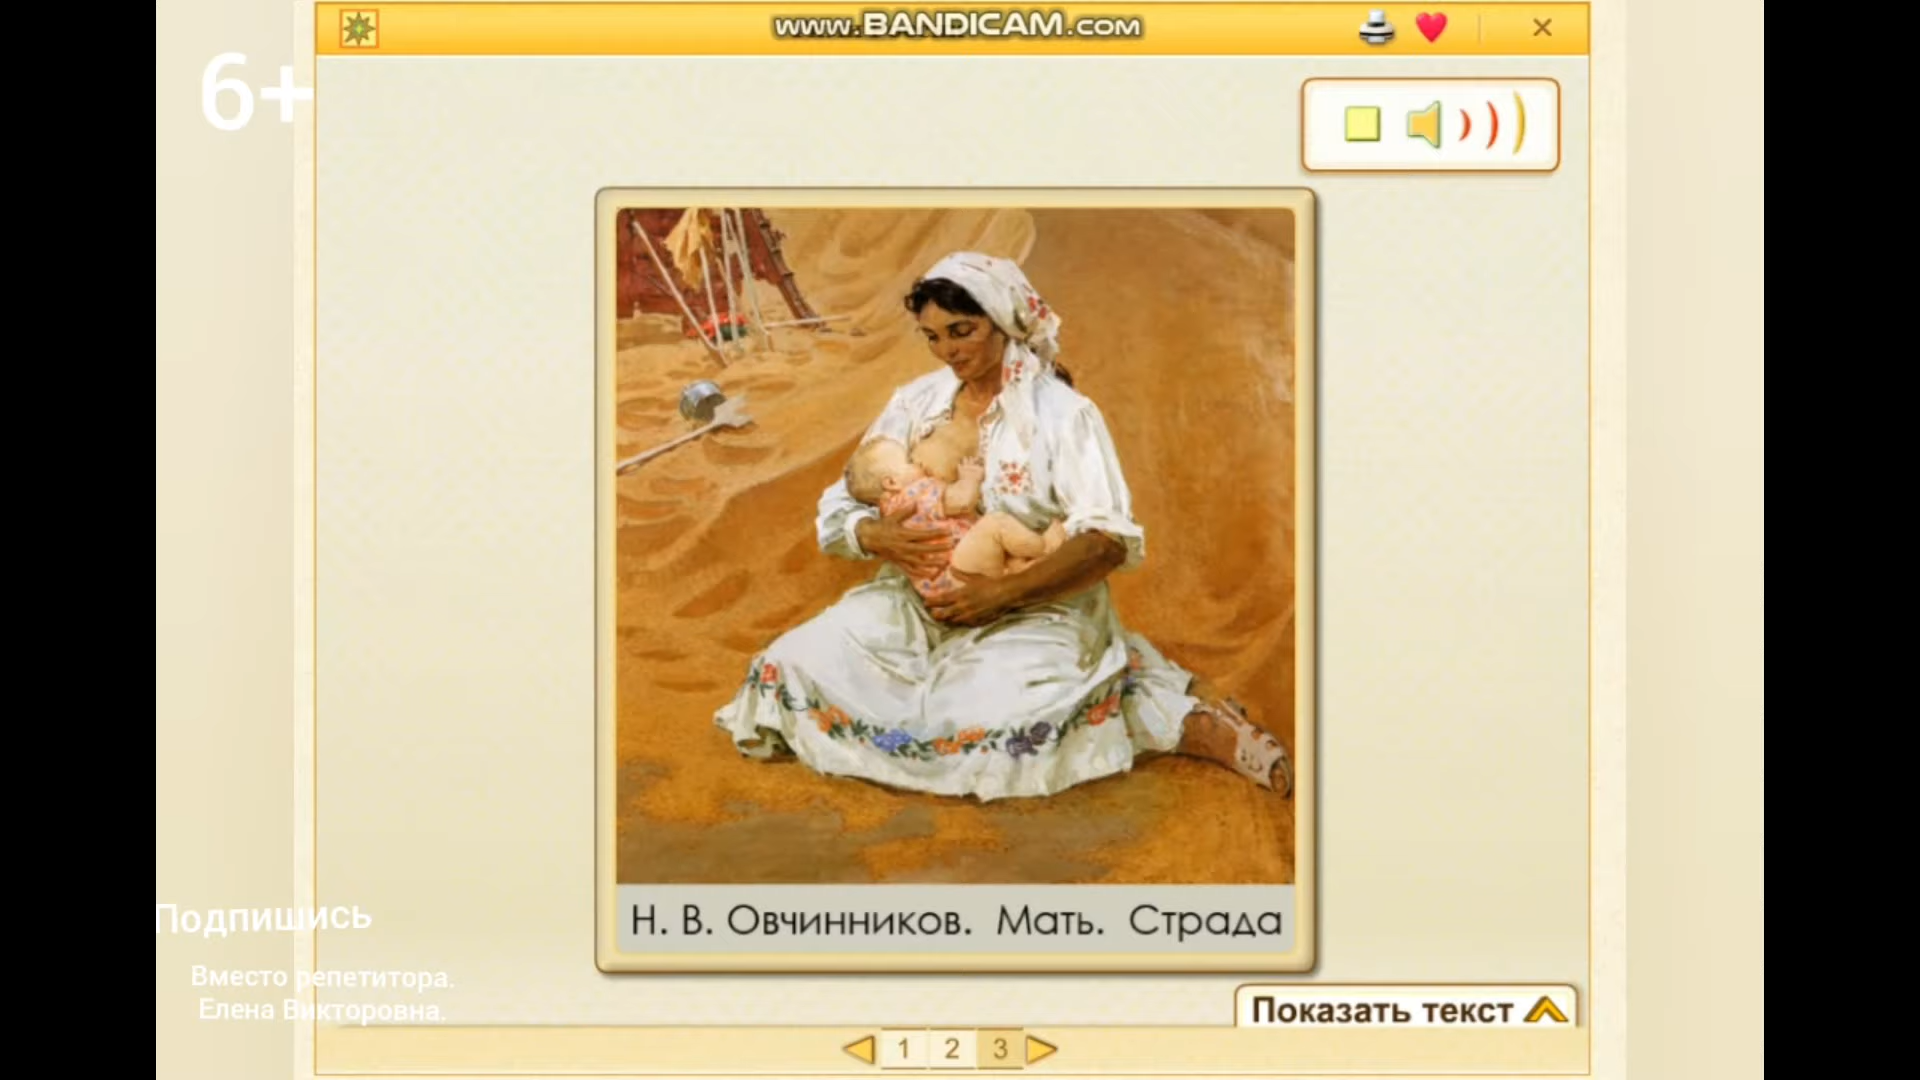 www.BANDICAM.com
6+
Н. В. Овчинников. Мать. Страда
Подпишись
Вместо репетитора.
Елена Викторовна.
Показать текст
1 2 3